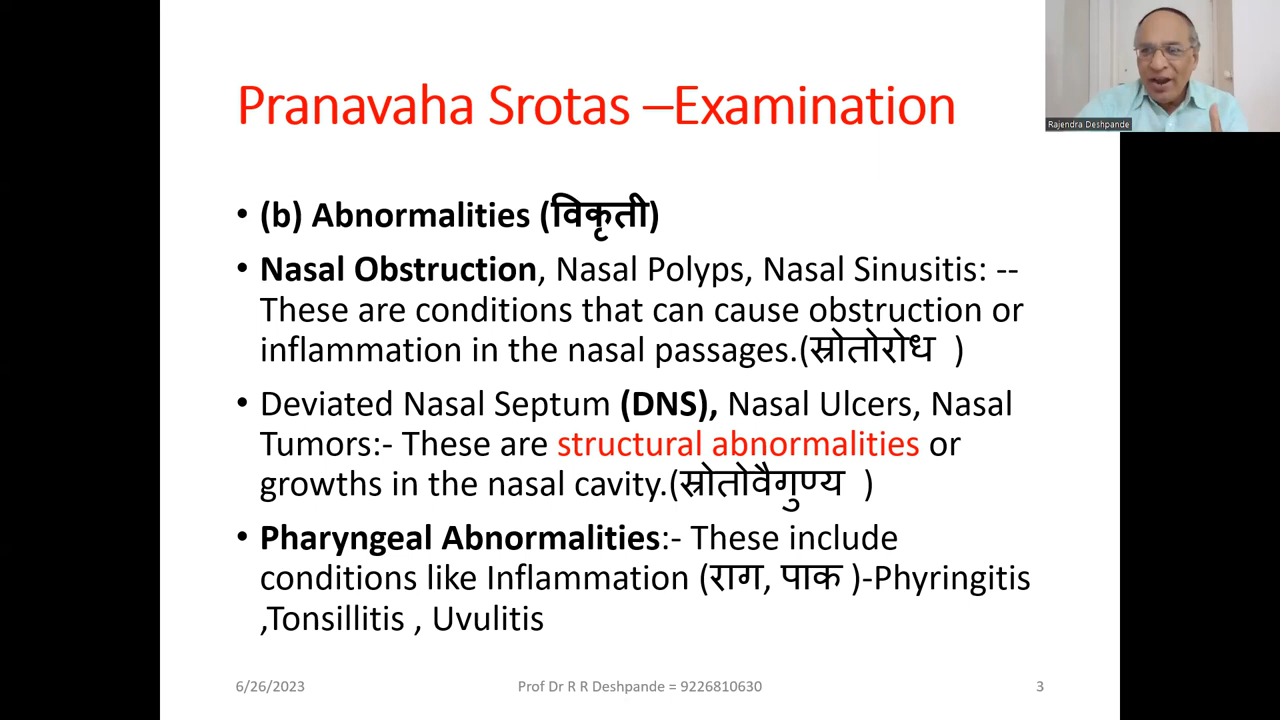 Pranavaha Srotas –Examination
Rajendra Deshpande
• (b) Abnormalities (विकृती)
• Nasal Obstruction, Nasal Polyps, Nasal Sinusitis: --
These are conditions that can cause obstruction or
inflammation in the nasal passages.(स्रोतोरोध )
• Deviated Nasal Septum (DNS), Nasal Ulcers, Nasal
Tumors:- These are structural abnormalities or
growths in the nasal cavity.(स्रोतोवैगुण्य )
• Pharyngeal Abnormalities:- These include
conditions like Inflammation (राग, पाक )-Phyringitis
,Tonsillitis , Uvulitis
6/26/2023
Prof Dr R R Deshpande = 9226810630
3